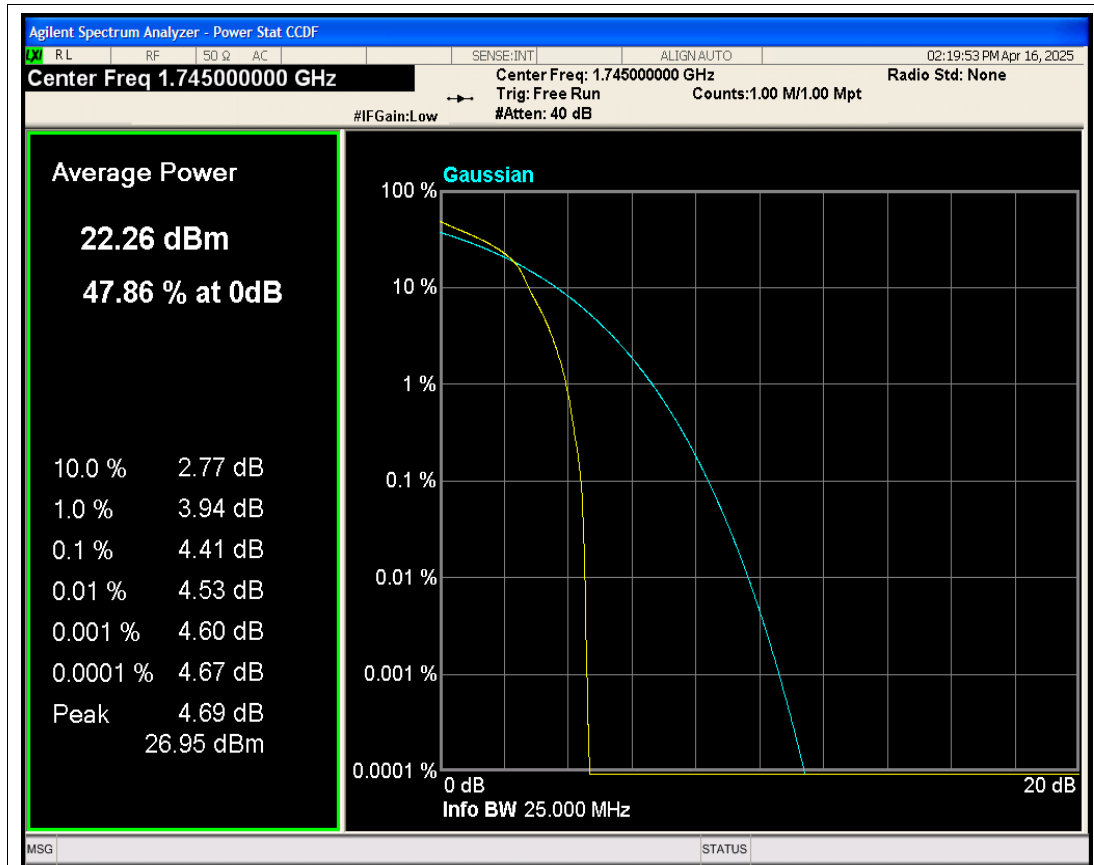 Agilent Spectrum Analyzer - Power Stat CCDF
LXI RL RF 50 Ω AC SENSE:INT ALIGN AUTO 02:19:53 PM Apr 16, 2025
Center Freq 1.745000000 GHz
Center Freq: 1.745000000 GHz Radio Std: None
Trig: Free Run Counts:1.00 M/1.00 Mpt
#IFGain:Low #Atten: 40 dB
Average Power
22.26 dBm
47.86 % at 0dB
10.0 % 2.77 dB
1.0 % 3.94 dB
0.1 % 4.41 dB
0.01 % 4.53 dB
0.001 % 4.60 dB
0.0001 % 4.67 dB
Peak 4.69 dB
26.95 dBm
Gaussian
100 %
10 %
1 %
0.1 %
0.01 %
0.001 %
0.0001 %
0 dB 20 dB
Info BW 25.000 MHz
MSG STATUS